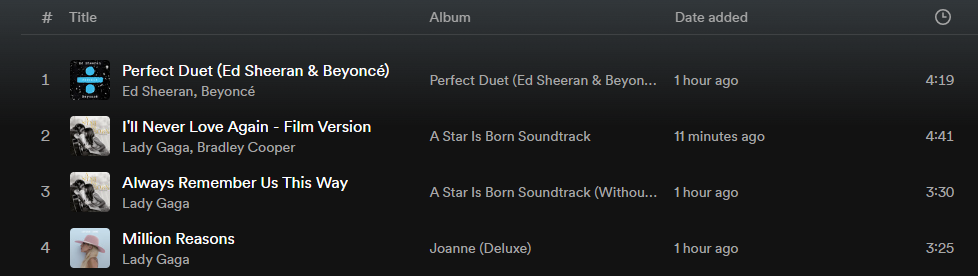 # Title Album Date added
1 Perfect Duet (Ed Sheeran & Beyoncé) Perfect Duet (Ed Sheeran & Beyon... 1 hour ago 4:19
Ed Sheeran, Beyoncé
2 I'll Never Love Again - Film Version A Star Is Born Soundtrack 11 minutes ago 4:41
Lady Gaga, Bradley Cooper
3 Always Remember Us This Way A Star Is Born Soundtrack (Withou... 1 hour ago 3:30
Lady Gaga
4 Million Reasons Joanne (Deluxe) 1 hour ago 3:25
Lady Gaga